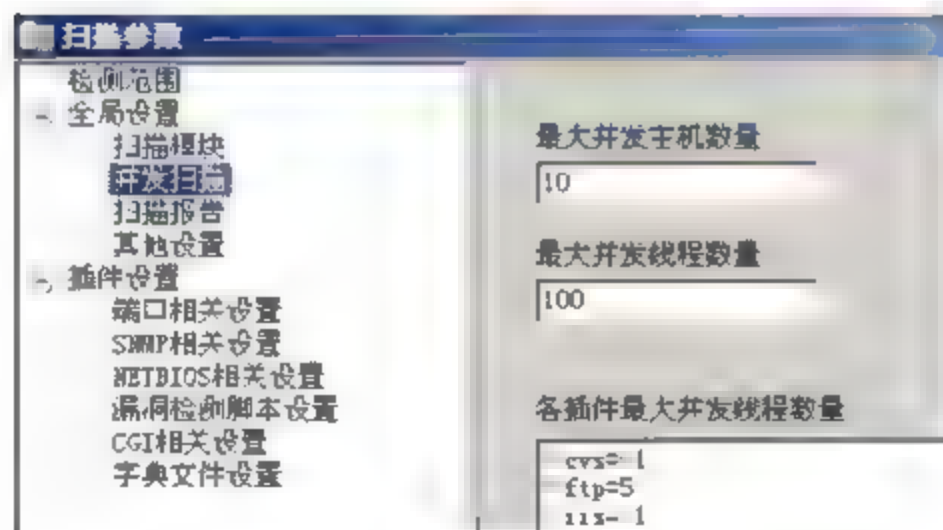 扫描参数
检测范围
全局设置
扫描模块
并发扫描
扫描报告
其他设置
插件设置
端口相关设置
SNMP相关设置
NETBIOS相关设置
漏洞检测脚本设置
CGI相关设置
字典文件设置
最大并发主机数量
10
最大并发线程数量
100
各插件最大并发线程数量
cvs=1
ftp=5
iis=1